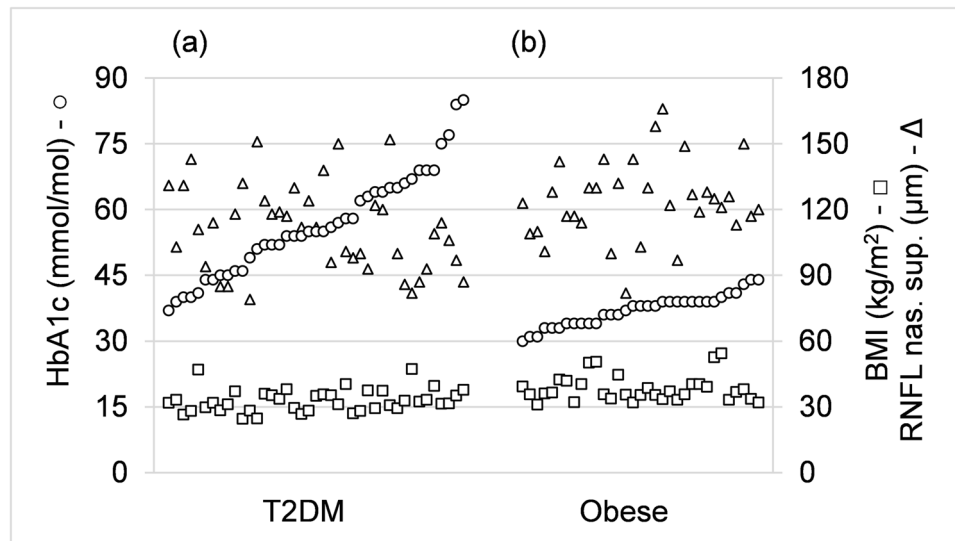 (a) (b)
90 180
75 150
60 120
45 90
30 60
15 30
0 0
HbA1c (mmol/mol) - ○
BMI (kg/m²) - □
RNFL nas. sup. (µm) - Δ
T2DM Obese